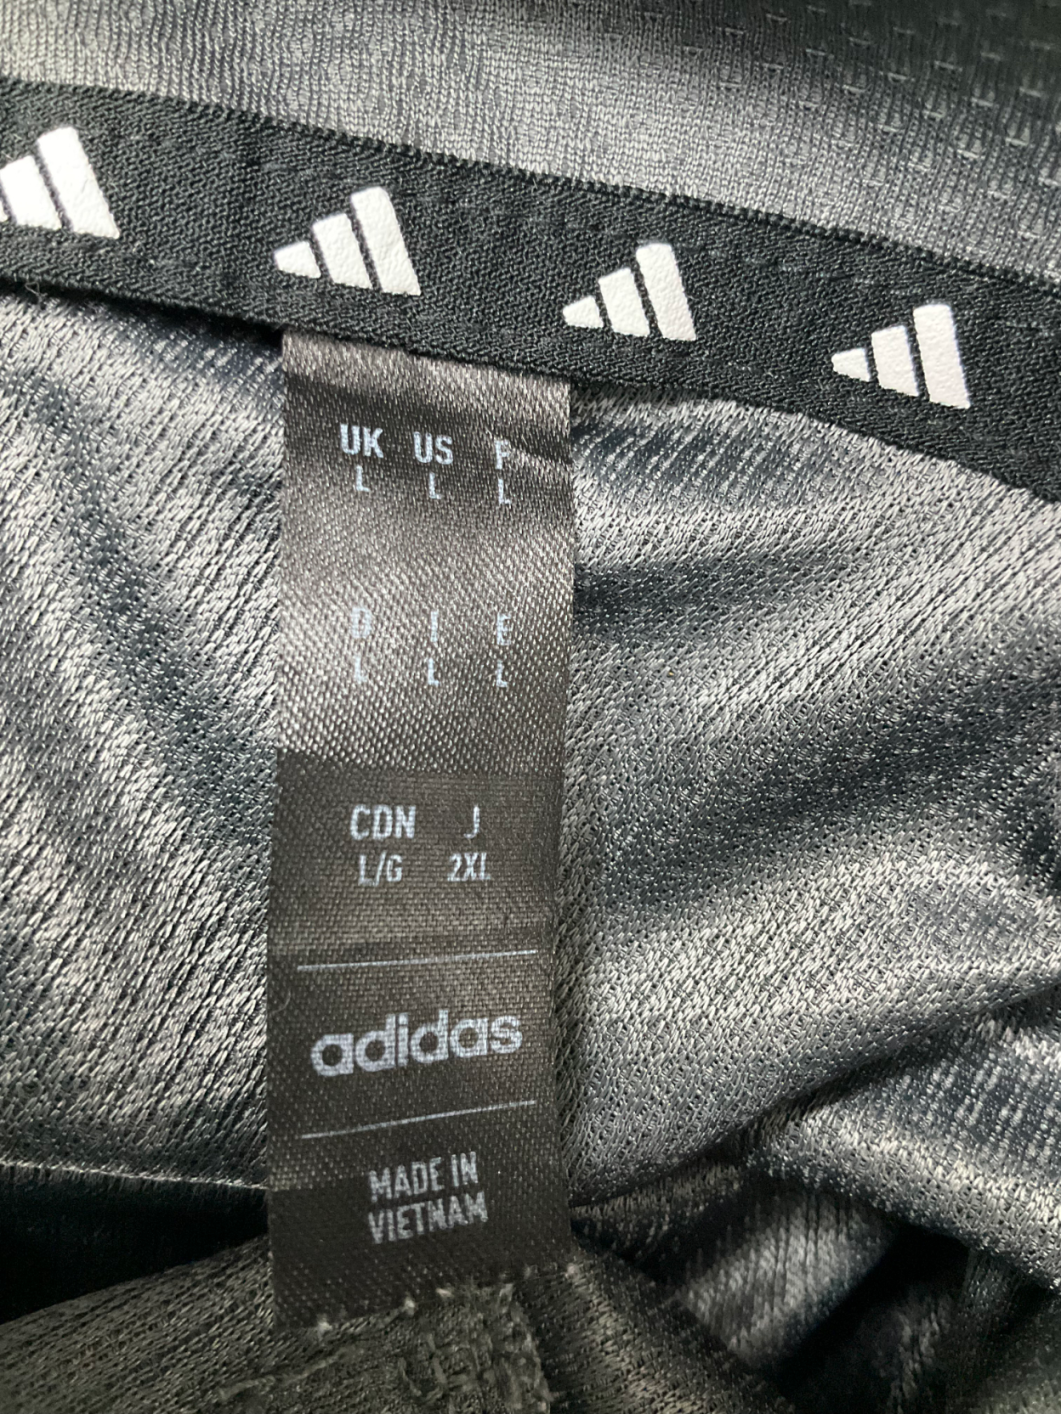 UK US F
L L L
D I E
L L L
CDN J
L/G 2XL
adidas
MADE IN
VIETNAM